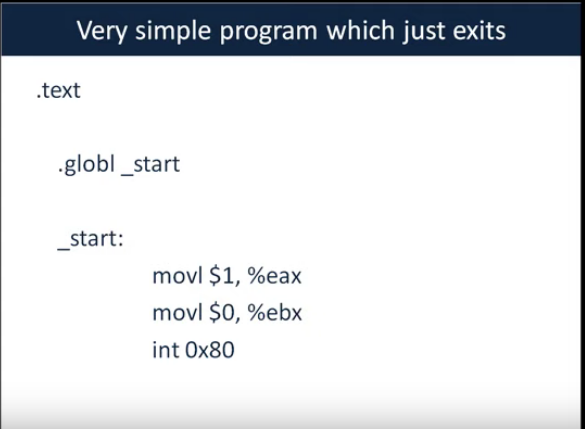 Very simple program which just exits
.text
.globl _start
_start:
movl $1, %eax
movl $0, %ebx
int 0x80